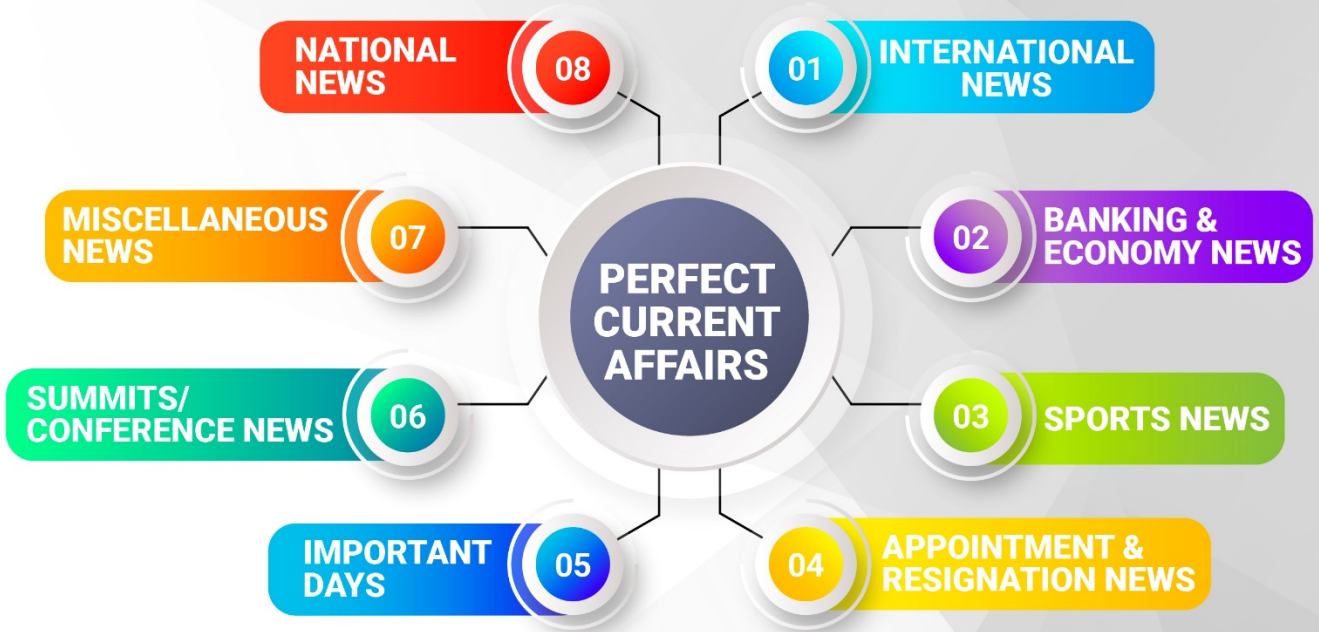 PERFECT
CURRENT
AFFAIRS
01
INTERNATIONAL
NEWS
02
BANKING &
ECONOMY NEWS
03
SPORTS NEWS
04
APPOINTMENT &
RESIGNATION NEWS
05
IMPORTANT
DAYS
06
SUMMITS/
CONFERENCE NEWS
07
MISCELLANEOUS
NEWS
08
NATIONAL
NEWS